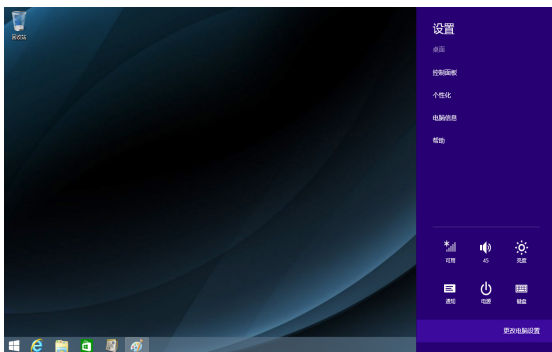 回收站
设置
桌面
控制面板
个性化
电脑信息
帮助
可用
45
亮度
通知
电源
键盘
更改电脑设置